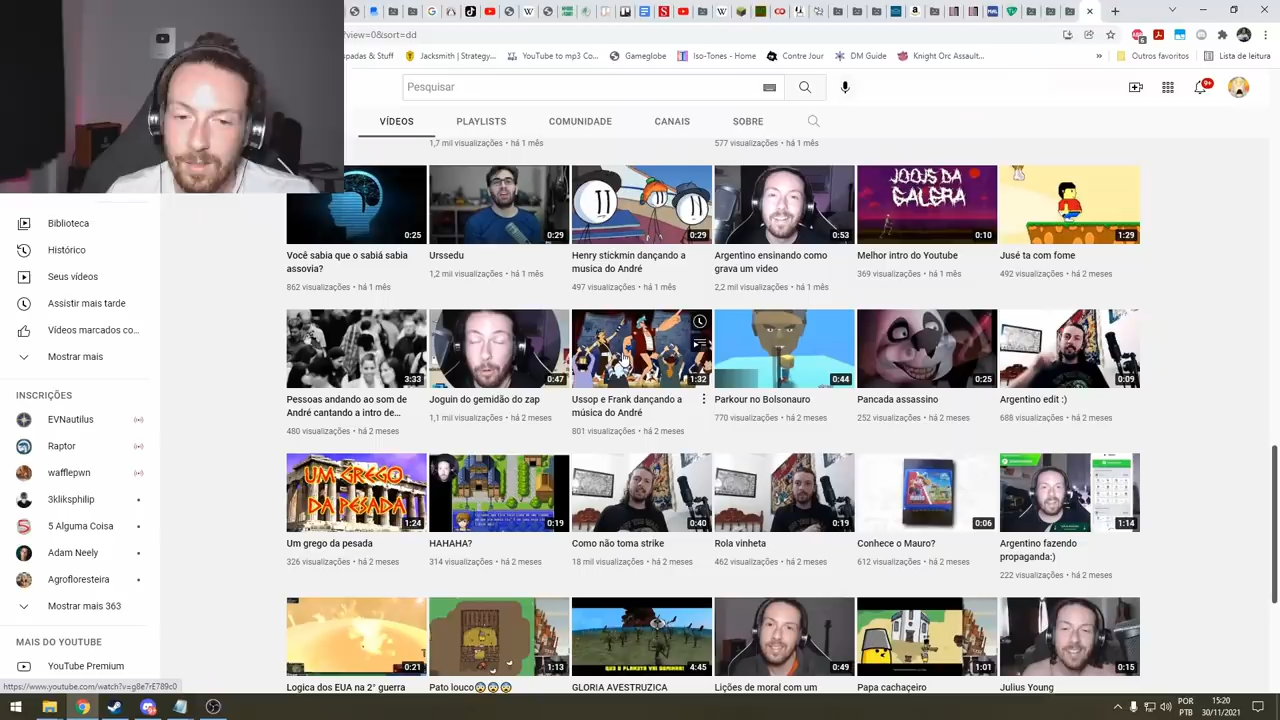 ?view=0&sort=dd
padas & Stuff
Jacksmith | Strategy...
YouTube to mp3 Co...
Gameglobe
Iso-Tones - Home
Contre Jour
DM Guide
Knight Orc Assault...
»
Outros favoritos
Lista de leitura
Pesquisar
9+
VÍDEOS
PLAYLISTS
COMUNIDADE
CANAIS
SOBRE
1,7 mil visualizações • há 1 mês
577 visualizações • há 1 mês
Biblioteca
Histórico
Seus vídeos
Assistir mais tarde
Vídeos marcados co...
Mostrar mais
INSCRIÇÕES
EVNautilus
Raptor
wafflepwn
3kliksphilip
5 Alguma Coisa
Adam Neely
Agrofloresteira
Mostrar mais 363
MAIS DO YOUTUBE
YouTube Premium
0:25
Você sabia que o sabiá sabia
assovia?
862 visualizações • há 1 mês
0:29
Urssedu
1,2 mil visualizações • há 1 mês
0:29
Henry stickmin dançando a
musica do André
497 visualizações • há 1 mês
0:53
Argentino ensinando como
grava um video
2,2 mil visualizações • há 1 mês
JOOJS DA
GALERA
0:10
Melhor intro do Youtube
369 visualizações • há 1 mês
1:29
Jusé ta com fome
492 visualizações • há 2 meses
3:33
Pessoas andando ao som de
André cantando a intro de...
480 visualizações • há 2 meses
0:47
Joguin do gemidão do zap
1,1 mil visualizações • há 2 meses
1:32
Ussop e Frank dançando a
música do André
801 visualizações • há 2 meses
0:44
Parkour no Bolsonauro
770 visualizações • há 2 meses
0:25
Pancada assassino
252 visualizações • há 2 meses
0:09
Argentino edit :)
688 visualizações • há 2 meses
UM GREGO
DA PESADA
1:24
Um grego da pesada
326 visualizações • há 2 meses
0:19
HAHAHA?
314 visualizações • há 2 meses
0:40
Como não toma strike
18 mil visualizações • há 2 meses
0:19
Rola vinheta
462 visualizações • há 2 meses
0:06
Conhece o Mauro?
612 visualizações • há 2 meses
1:14
Argentino fazendo
propaganda:)
222 visualizações • há 2 meses
0:21
Logica dos EUA na 2° guerra
1:13
Pato louco😨😨😨
QUE O PLANETA VOI DOMINAR!
4:45
GLORIA AVESTRUZICA
0:49
Lições de moral com um
1:01
Papa cachaçeiro
0:15
Julius Young
https://www.youtube.com/watch?v=g8e7rE789c0
POR
PTB
15:20
30/11/2021